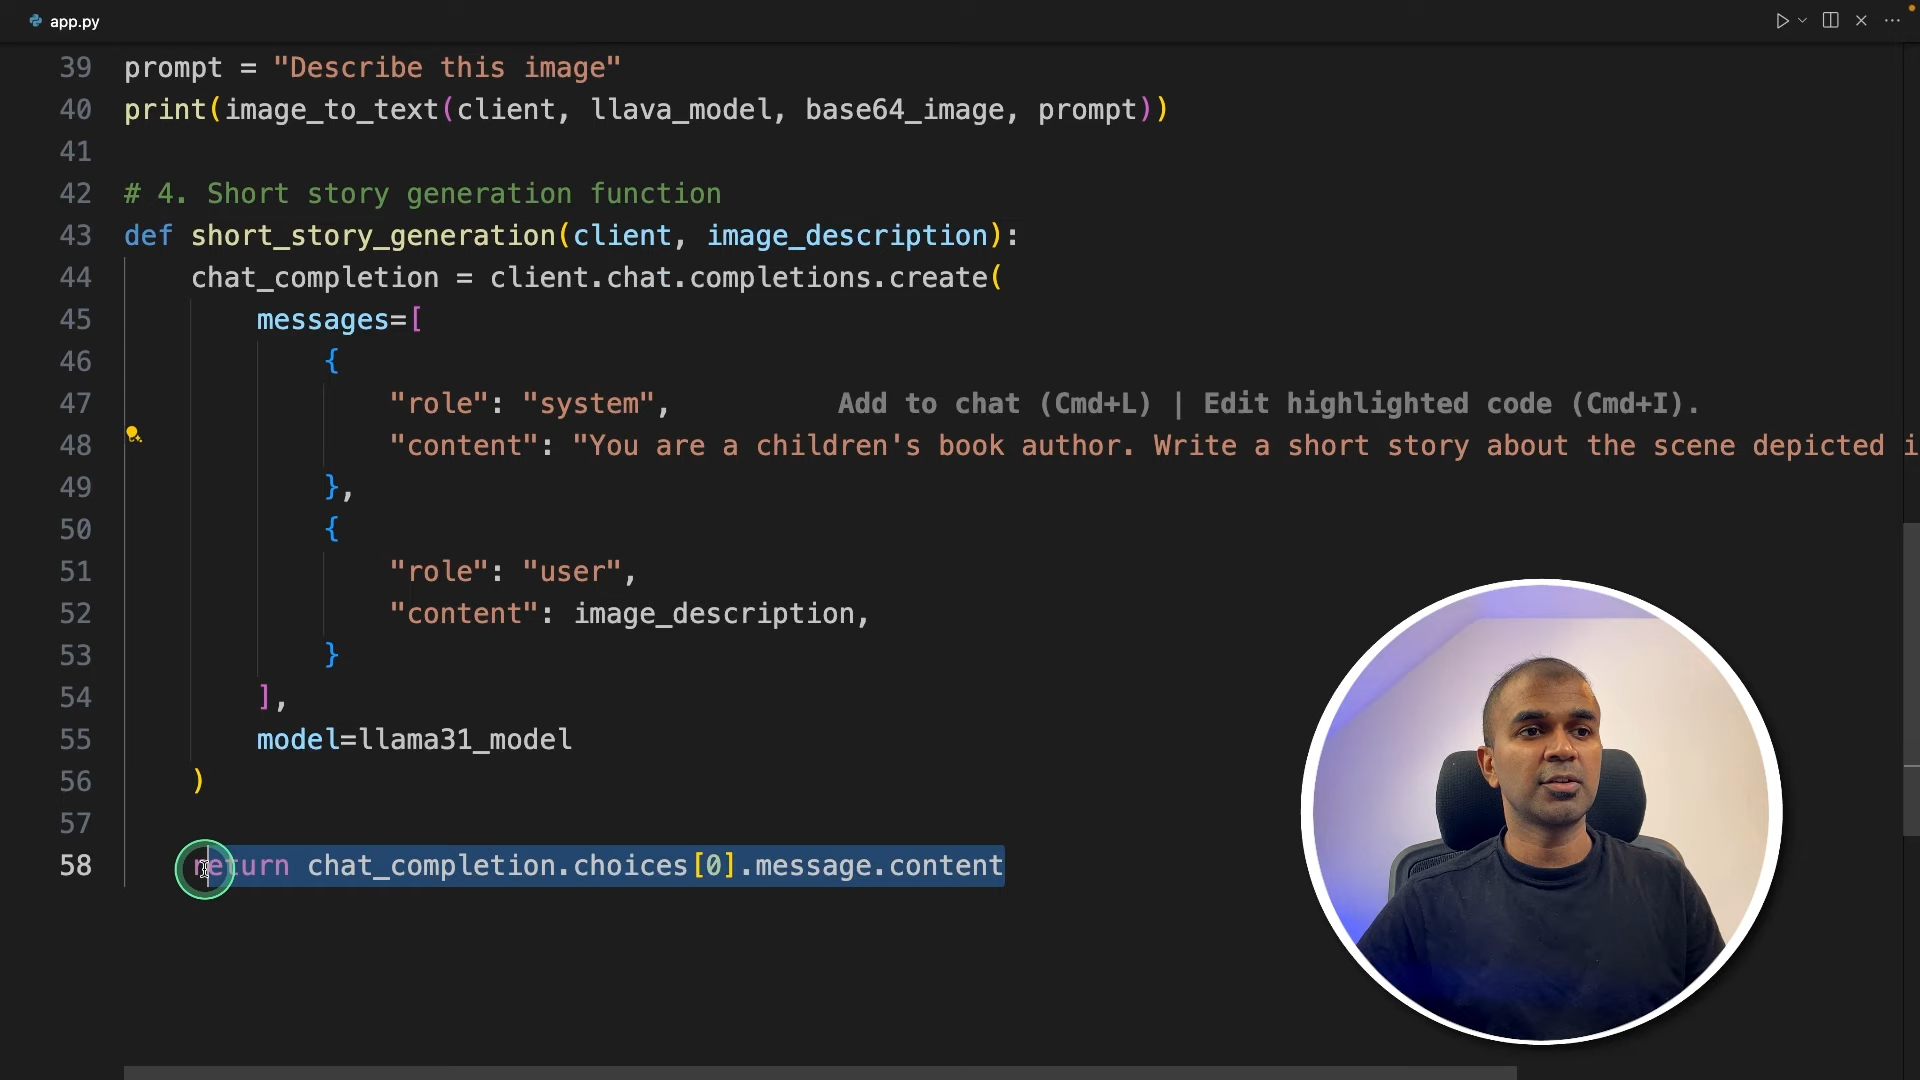 app.py
39 prompt = "Describe this image"
40 print(image_to_text(client, llava_model, base64_image, prompt))
41
42 # 4. Short story generation function
43 def short_story_generation(client, image_description):
44 chat_completion = client.chat.completions.create(
45 messages=[
46 {
47 "role": "system", Add to chat (Cmd+L) | Edit highlighted code (Cmd+I).
48 "content": "You are a children's book author. Write a short story about the scene depicted i
49 },
50 {
51 "role": "user",
52 "content": image_description,
53 }
54 ],
55 model=llama31_model
56 )
57
58 return chat_completion.choices[0].message.content